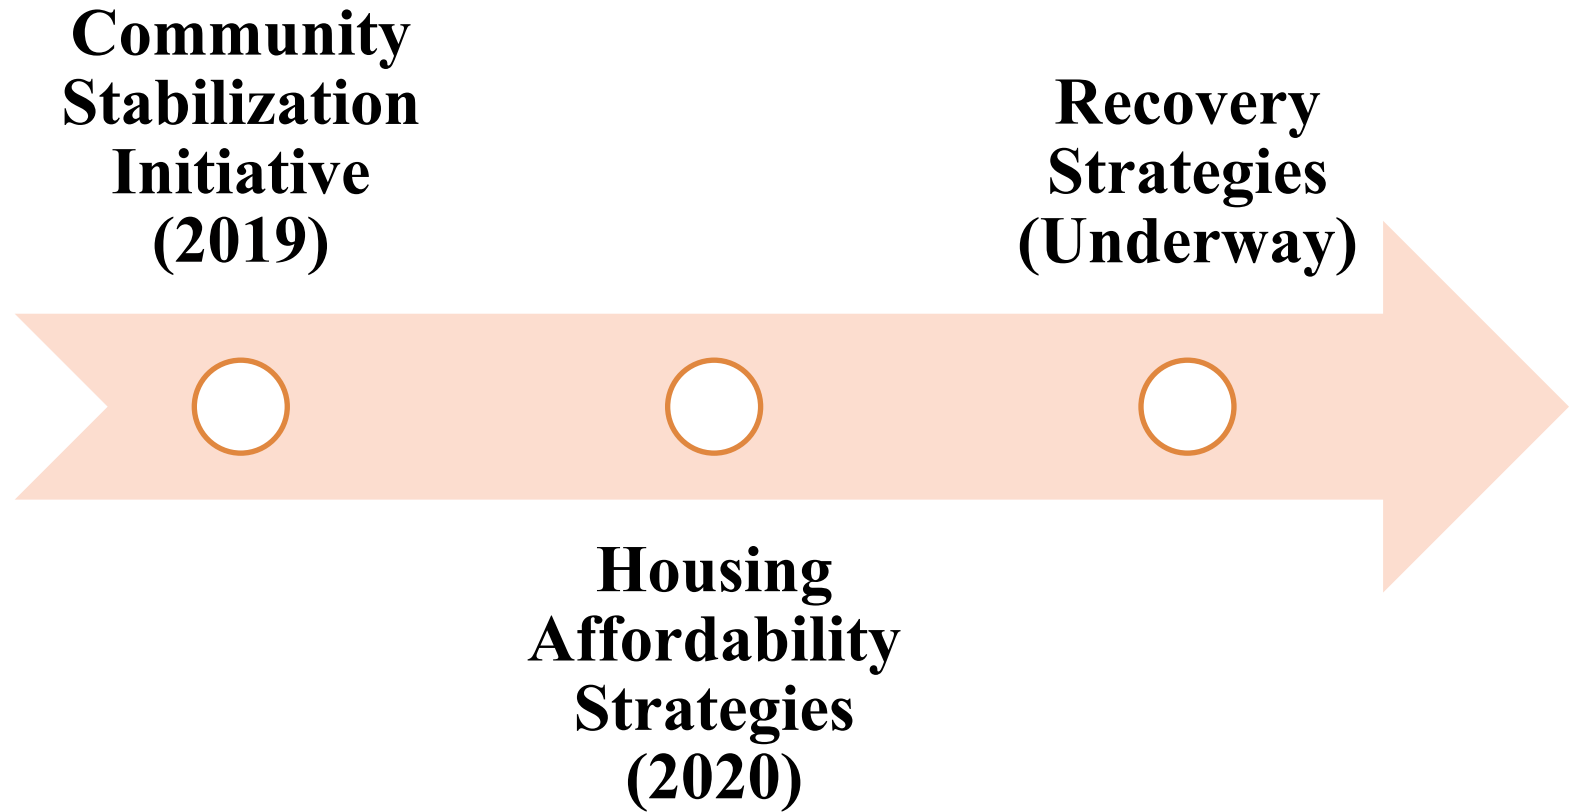 Community
Stabilization
Initiative
(2019)
Housing
Affordability
Strategies
(2020)
Recovery
Strategies
(Underway)